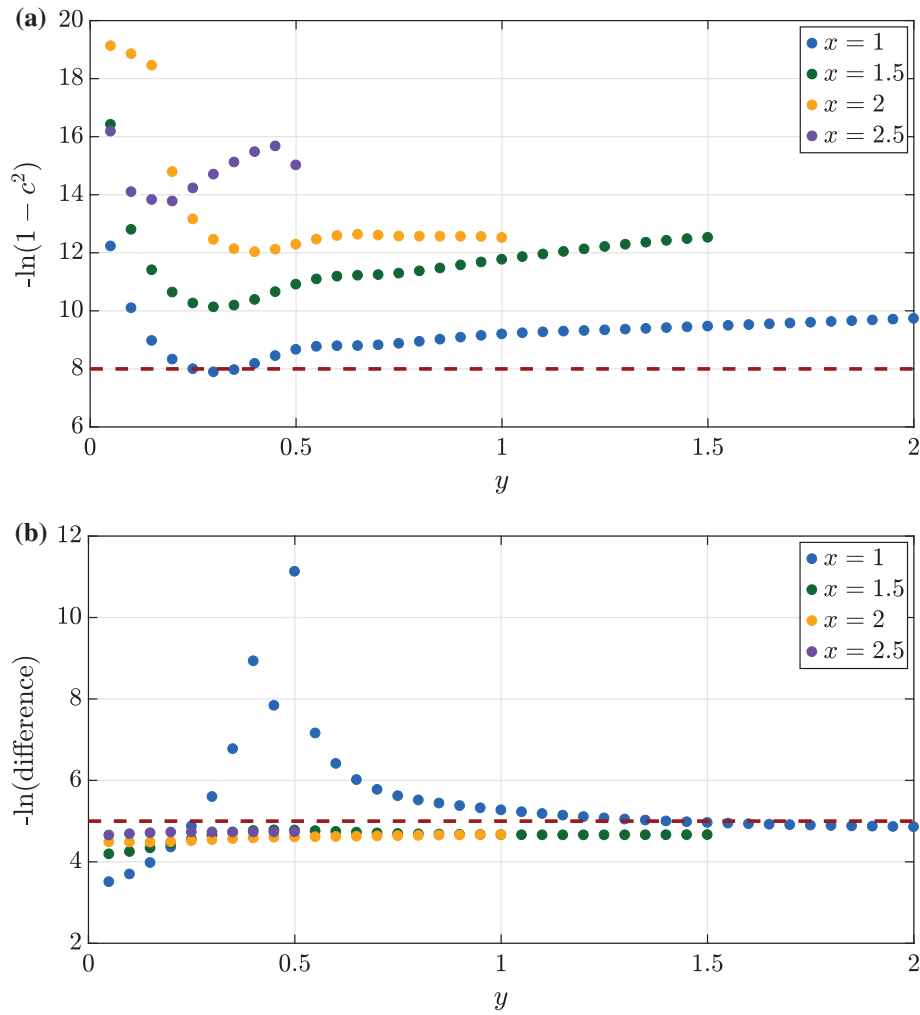 (a)
20
18
16
14
12
10
8
6
-ln(1 − c²)
0 0.5 1 1.5 2
y
x = 1
x = 1.5
x = 2
x = 2.5
(b)
12
10
8
6
4
2
-ln(difference)
0 0.5 1 1.5 2
y
x = 1
x = 1.5
x = 2
x = 2.5